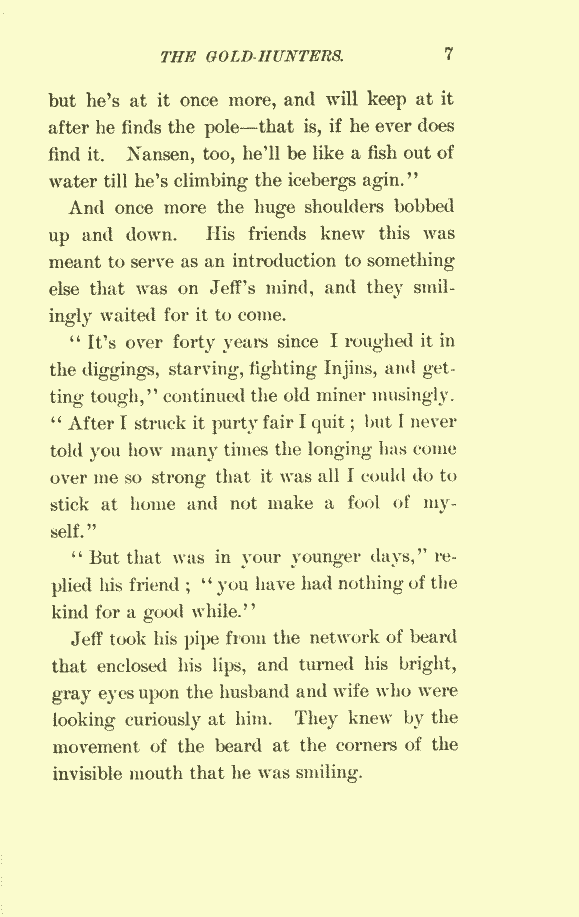 THE GOLD-HUNTERS. 7
but he's at it once more, and will keep at it
after he finds the pole—that is, if he ever does
find it. Nansen, too, he'll be like a fish out of
water till he's climbing the icebergs agin."
And once more the huge shoulders bobbed
up and down. His friends knew this was
meant to serve as an introduction to something
else that was on Jeff's mind, and they smil-
ingly waited for it to come.
"It's over forty years since I roughed it in
the diggings, starving, fighting Injins, and get-
ting tough," continued the old miner musingly.
"After I struck it purty fair I quit; but I never
told you how many times the longing has come
over me so strong that it was all I could do to
stick at home and not make a fool of my-
self."
"But that was in your younger days," re-
plied his friend; "you have had nothing of the
kind for a good while."
Jeff took his pipe from the network of beard
that enclosed his lips, and turned his bright,
gray eyes upon the husband and wife who were
looking curiously at him. They knew by the
movement of the beard at the corners of the
invisible mouth that he was smiling.